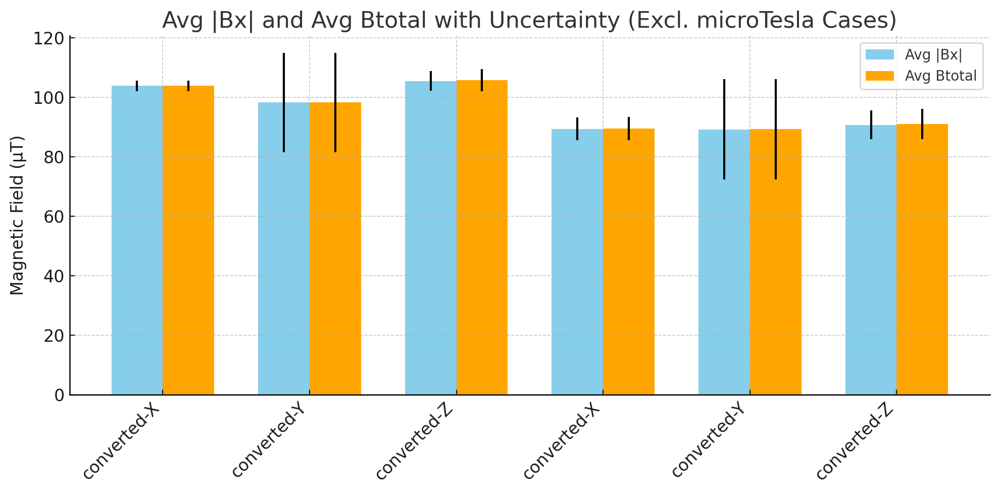 Avg |Bx| and Avg Btotal with Uncertainty (Excl. microTesla Cases)
Avg |Bx|
Avg Btotal
Magnetic Field (μT)
120
100
80
60
40
20
0
converted-X
converted-Y
converted-Z
converted-X
converted-Y
converted-Z